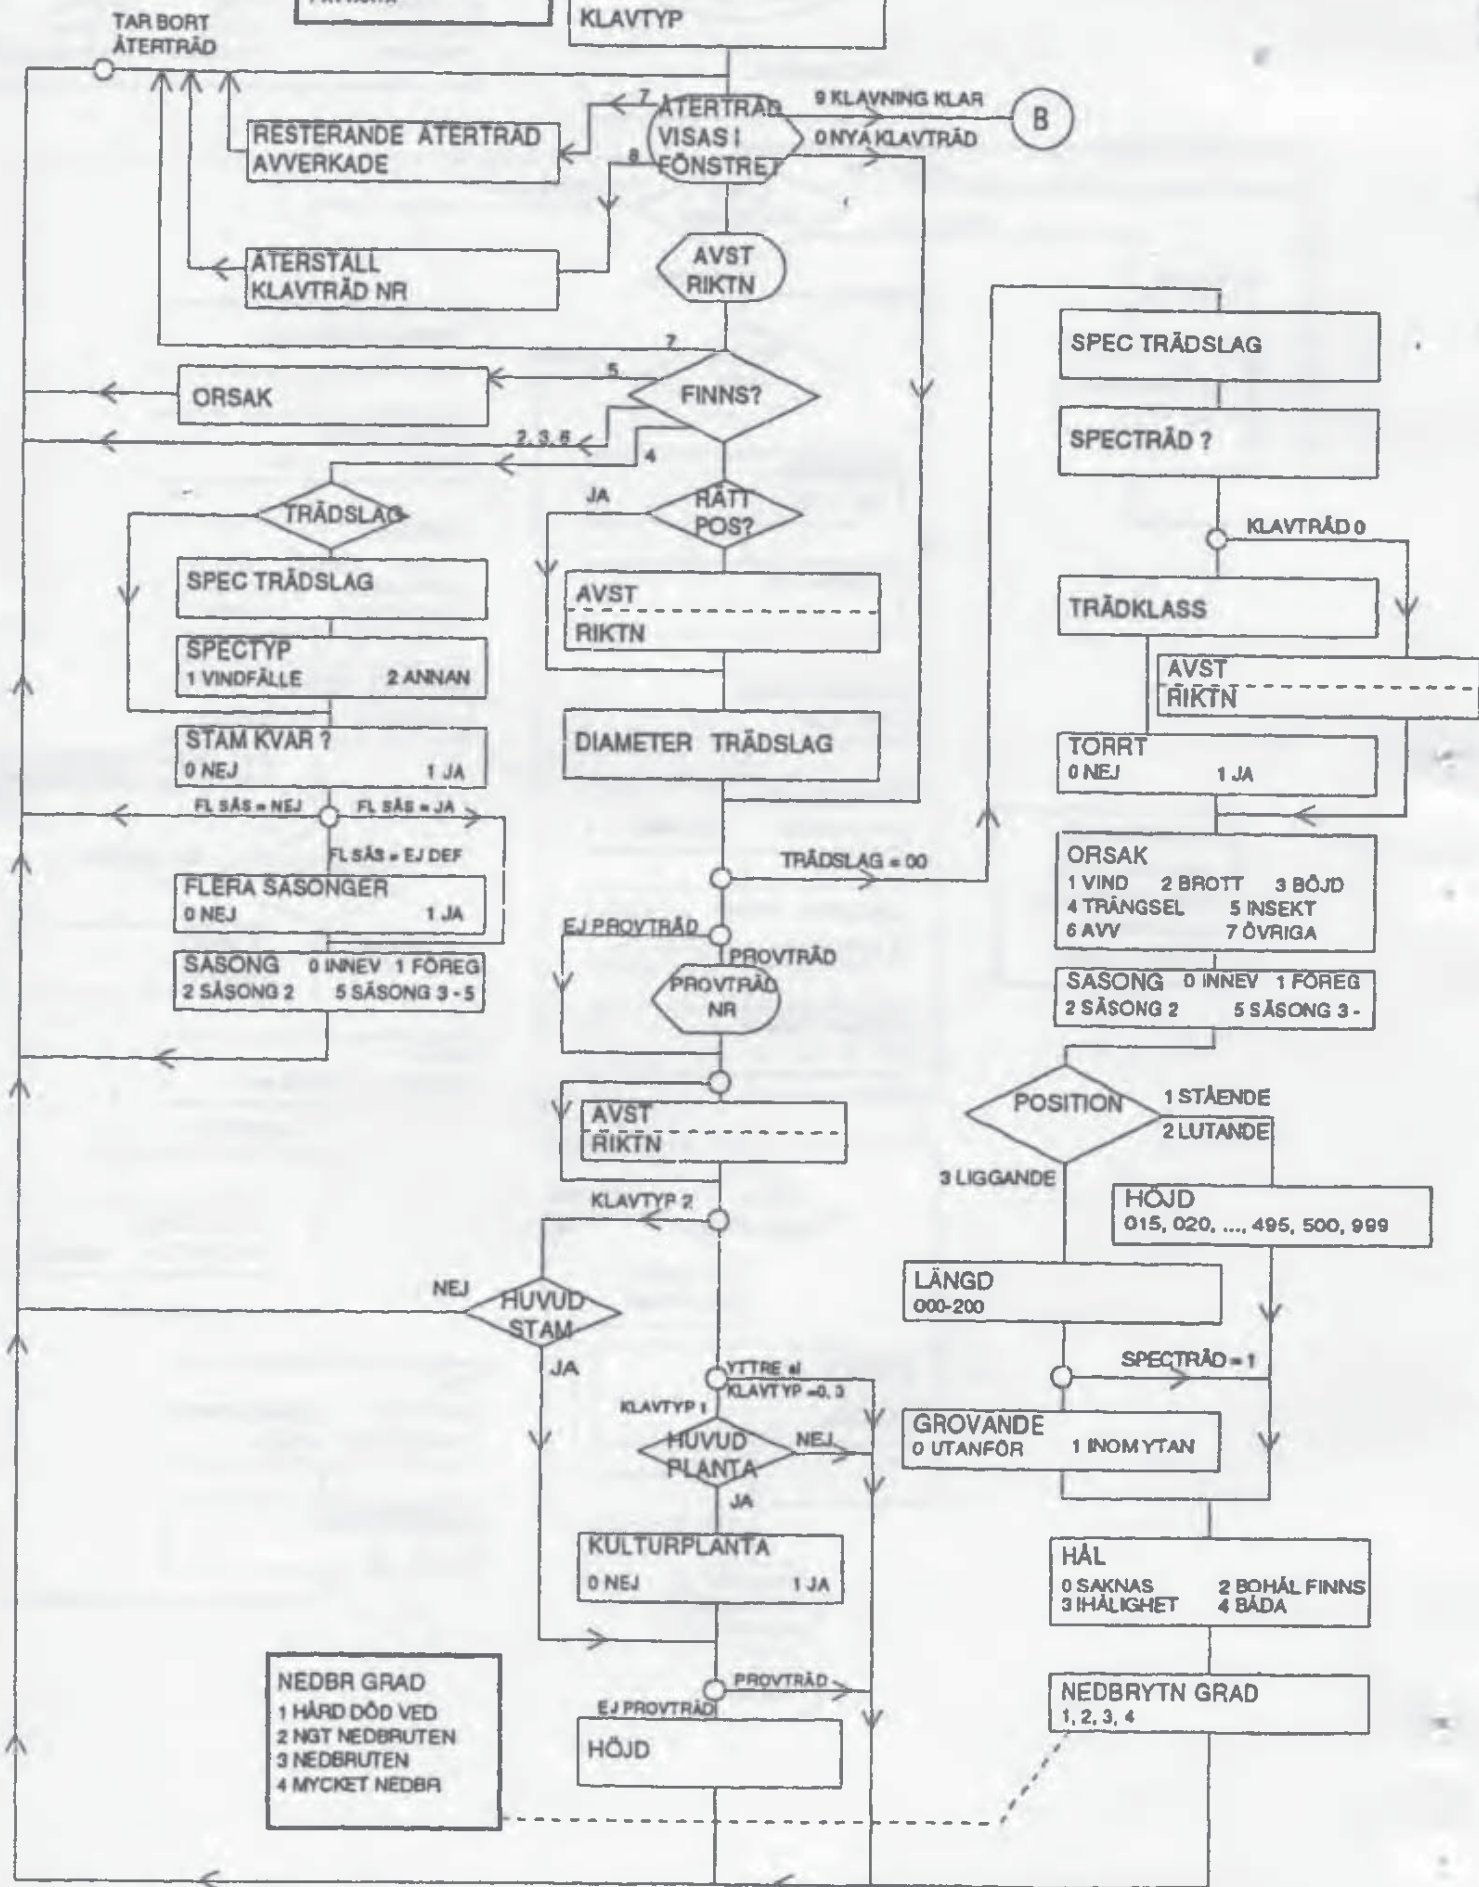 KLAVTYP
TAR BORT
ÅTERTRÄD
7
ÅTERTRÄD
VISAS I
FÖNSTRET
9 KLAVNING KLAR
B
0 NYA KLAVTRÄD
8
RESTERANDE ÅTERTRÄD
AVVERKADE
ÅTERSTÄLL
KLAVTRÄD NR
AVST
RIKTN
7
5
FINNS?
ORSAK
2, 3, 6
4
TRÄDSLAG
SPEC TRÄDSLAG
SPECTYP
1 VINDFÄLLE 2 ANNAN
STAM KVAR ?
0 NEJ 1 JA
FL SÄS = NEJ FL SÄS = JA
FL SÄS = EJ DEF
FLERA SÄSONGER
0 NEJ 1 JA
SÄSONG 0 INNEV 1 FÖREG
2 SÄSONG 2 5 SÄSONG 3 - 5
JA
RÄTT
POS?
AVST
RIKTN
DIAMETER TRÄDSLAG
TRÄDSLAG = 00
EJ PROVTRÄD
PROVTRÄD
PROVTRÄD
NR
AVST
RIKTN
KLAVTYP 2
NEJ
HUVUD
STAM
JA
YTTRE el
KLAVTYP =0, 3
KLAVTYP 1
HUVUD
PLANTA
NEJ
JA
KULTURPLANTA
0 NEJ 1 JA
PROVTRÄD
EJ PROVTRÄD
HÖJD
NEDBR GRAD
1 HÅRD DÖD VED
2 NGT NEDBRUTEN
3 NEDBRUTEN
4 MYCKET NEDBR
SPEC TRÄDSLAG
SPECTRÄD ?
KLAVTRÄD 0
TRÄDKLASS
AVST
RIKTN
TORRT
0 NEJ 1 JA
ORSAK
1 VIND 2 BROTT 3 BÖJD
4 TRÄNGSEL 5 INSEKT
6 AVV 7 ÖVRIGA
SÄSONG 0 INNEV 1 FÖREG
2 SÄSONG 2 5 SÄSONG 3 -
POSITION
1 STÅENDE
2 LUTANDE
3 LIGGANDE
HÖJD
015, 020, ..., 495, 500, 999
LÄNGD
000-200
SPECTRÄD = 1
GROVÄNDE
0 UTANFÖR 1 INOM YTAN
HÅL
0 SAKNAS 2 BOHÅL FINNS
3 IHÅLIGHET 4 BÅDA
NEDBRYTN GRAD
1, 2, 3, 4